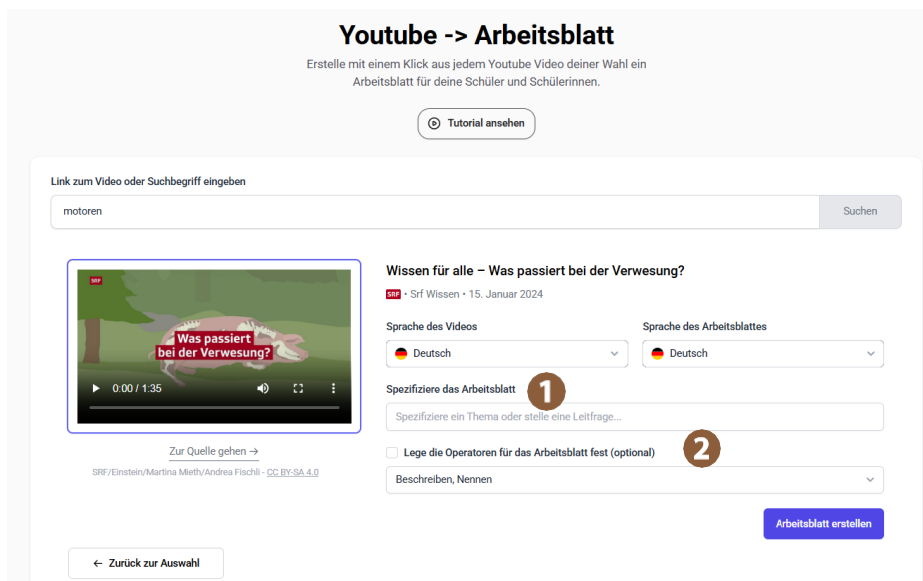 Youtube -> Arbeitsblatt
Erstelle mit einem Klick aus jedem Youtube Video deiner Wahl ein
Arbeitsblatt für deine Schüler und Schülerinnen.
Tutorial ansehen
Link zum Video oder Suchbegriff eingeben
motoren
Suchen
SRF
Was passiert
bei der Verwesung?
0:00 / 1:35
Zur Quelle gehen →
SRF/Einstein/Martina Mieth/Andrea Fischli - CC BY-SA 4.0
Wissen für alle – Was passiert bei der Verwesung?
SRF • Srf Wissen • 15. Januar 2024
Sprache des Videos
Deutsch
Sprache des Arbeitsblattes
Deutsch
Spezifiziere das Arbeitsblatt
1
Spezifiziere ein Thema oder stelle eine Leitfrage...
Lege die Operatoren für das Arbeitsblatt fest (optional)
2
Beschreiben, Nennen
Arbeitsblatt erstellen
← Zurück zur Auswahl